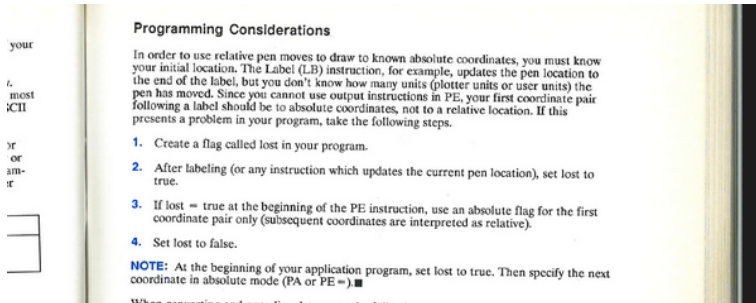 your
most
or
Programming Considerations
In order to use relative pen moves to draw to known absolute coordinates, you must know
your initial location. The Label (LB) instruction, for example, updates the pen location to
the end of the label, but you don't know how many units (plotter units or user units) the
pen has moved. Since you cannot use output instructions in PE, your first coordinate pair
following a label should be to absolute coordinates, not to a relative location. If this
presents a problem in your program, take the following steps.
1. Create a flag called lost in your program.
2. After labeling (or any instruction which updates the current pen location), set lost to
true.
3. If lost = true at the beginning of the PE instruction, use an absolute flag for the first
coordinate pair only (subsequent coordinates are interpreted as relative).
4. Set lost to false.
NOTE: At the beginning of your application program, set lost to true. Then specify the next
coordinate in absolute mode (PA or PE =).■